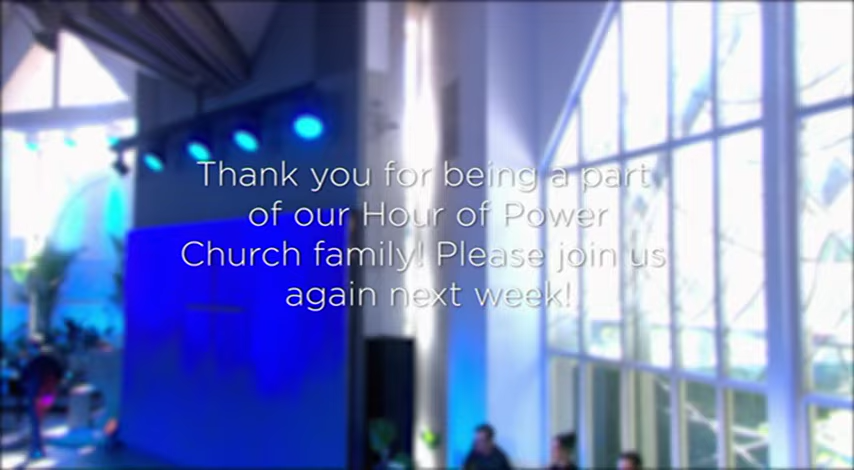 Thank you for being a part
of our Hour of Power
Church family! Please join us
again next week!